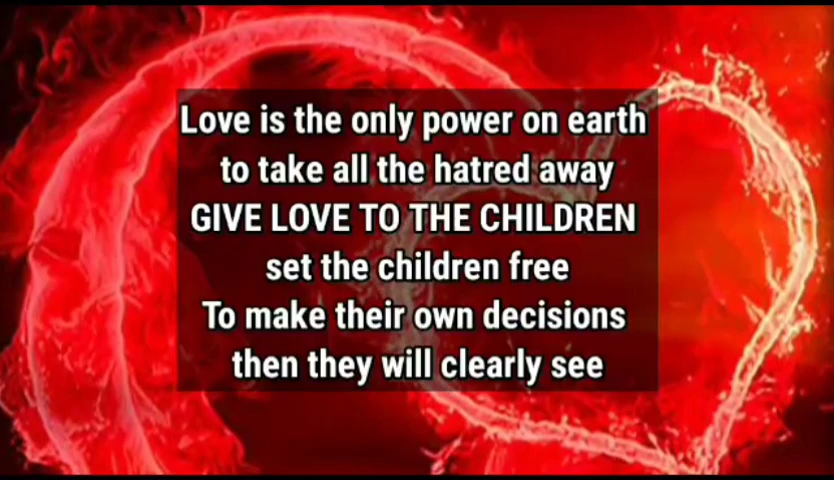 Love is the only power on earth
to take all the hatred away
GIVE LOVE TO THE CHILDREN
set the children free
To make their own decisions
then they will clearly see